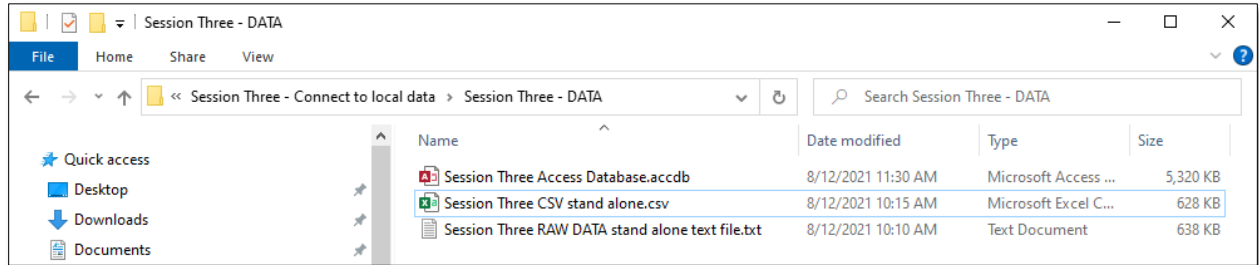 Session Three - DATA
File Home Share View
« Session Three - Connect to local data › Session Three - DATA Search Session Three - DATA
Name Date modified Type Size
Quick access
Session Three Access Database.accdb 8/12/2021 11:30 AM Microsoft Access ... 5,320 KB
Desktop
Session Three CSV stand alone.csv 8/12/2021 10:15 AM Microsoft Excel C... 628 KB
Downloads
Session Three RAW DATA stand alone text file.txt 8/12/2021 10:10 AM Text Document 638 KB
Documents